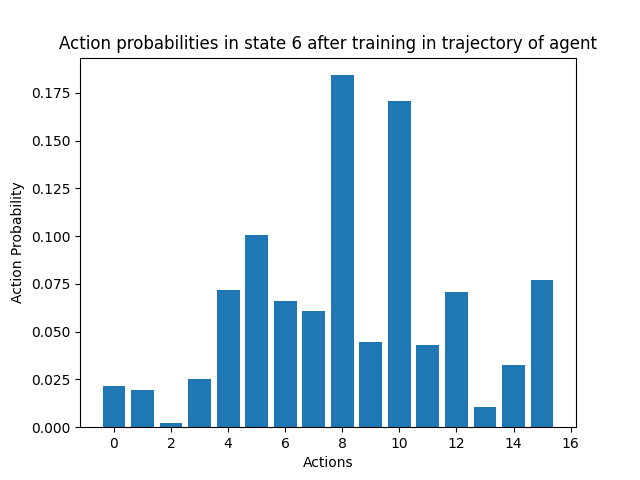 Action probabilities in state 6 after training in trajectory of agent
0.175
0.150
0.125
0.100
0.075
0.050
0.025
0.000
Action Probability
0 2 4 6 8 10 12 14 16
Actions